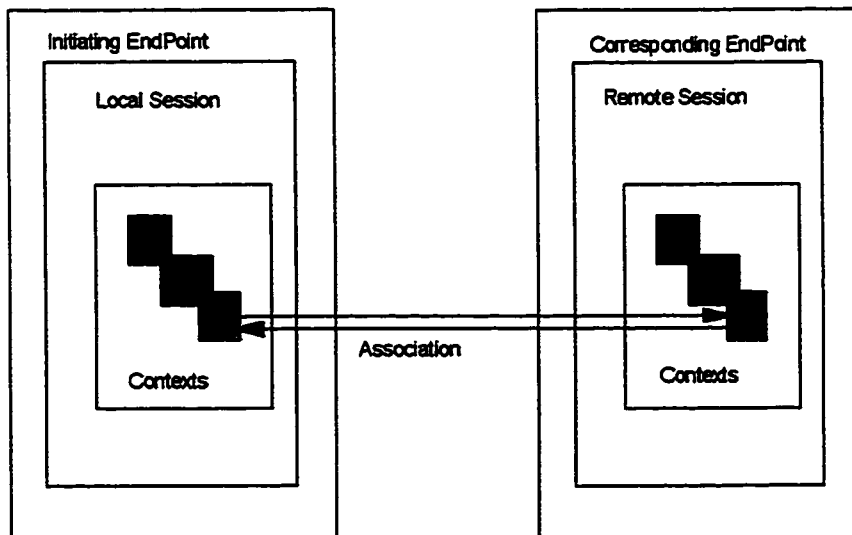 Initiating EndPoint
Local Session
Contexts
Association
Corresponding EndPoint
Remote Session
Contexts